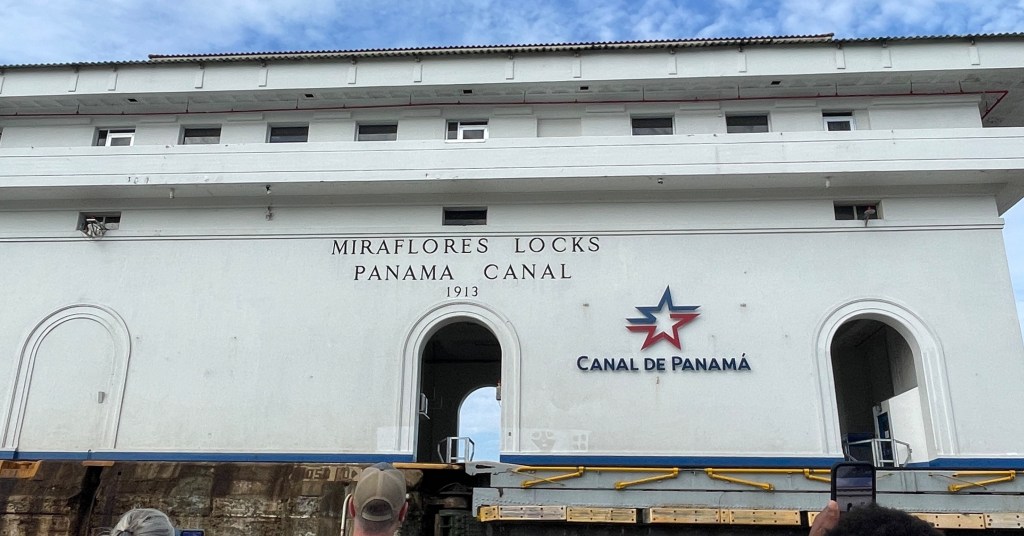 MIRAFLORES LOCKS
PANAMA CANAL
1913
CANAL DE PANAMÁ